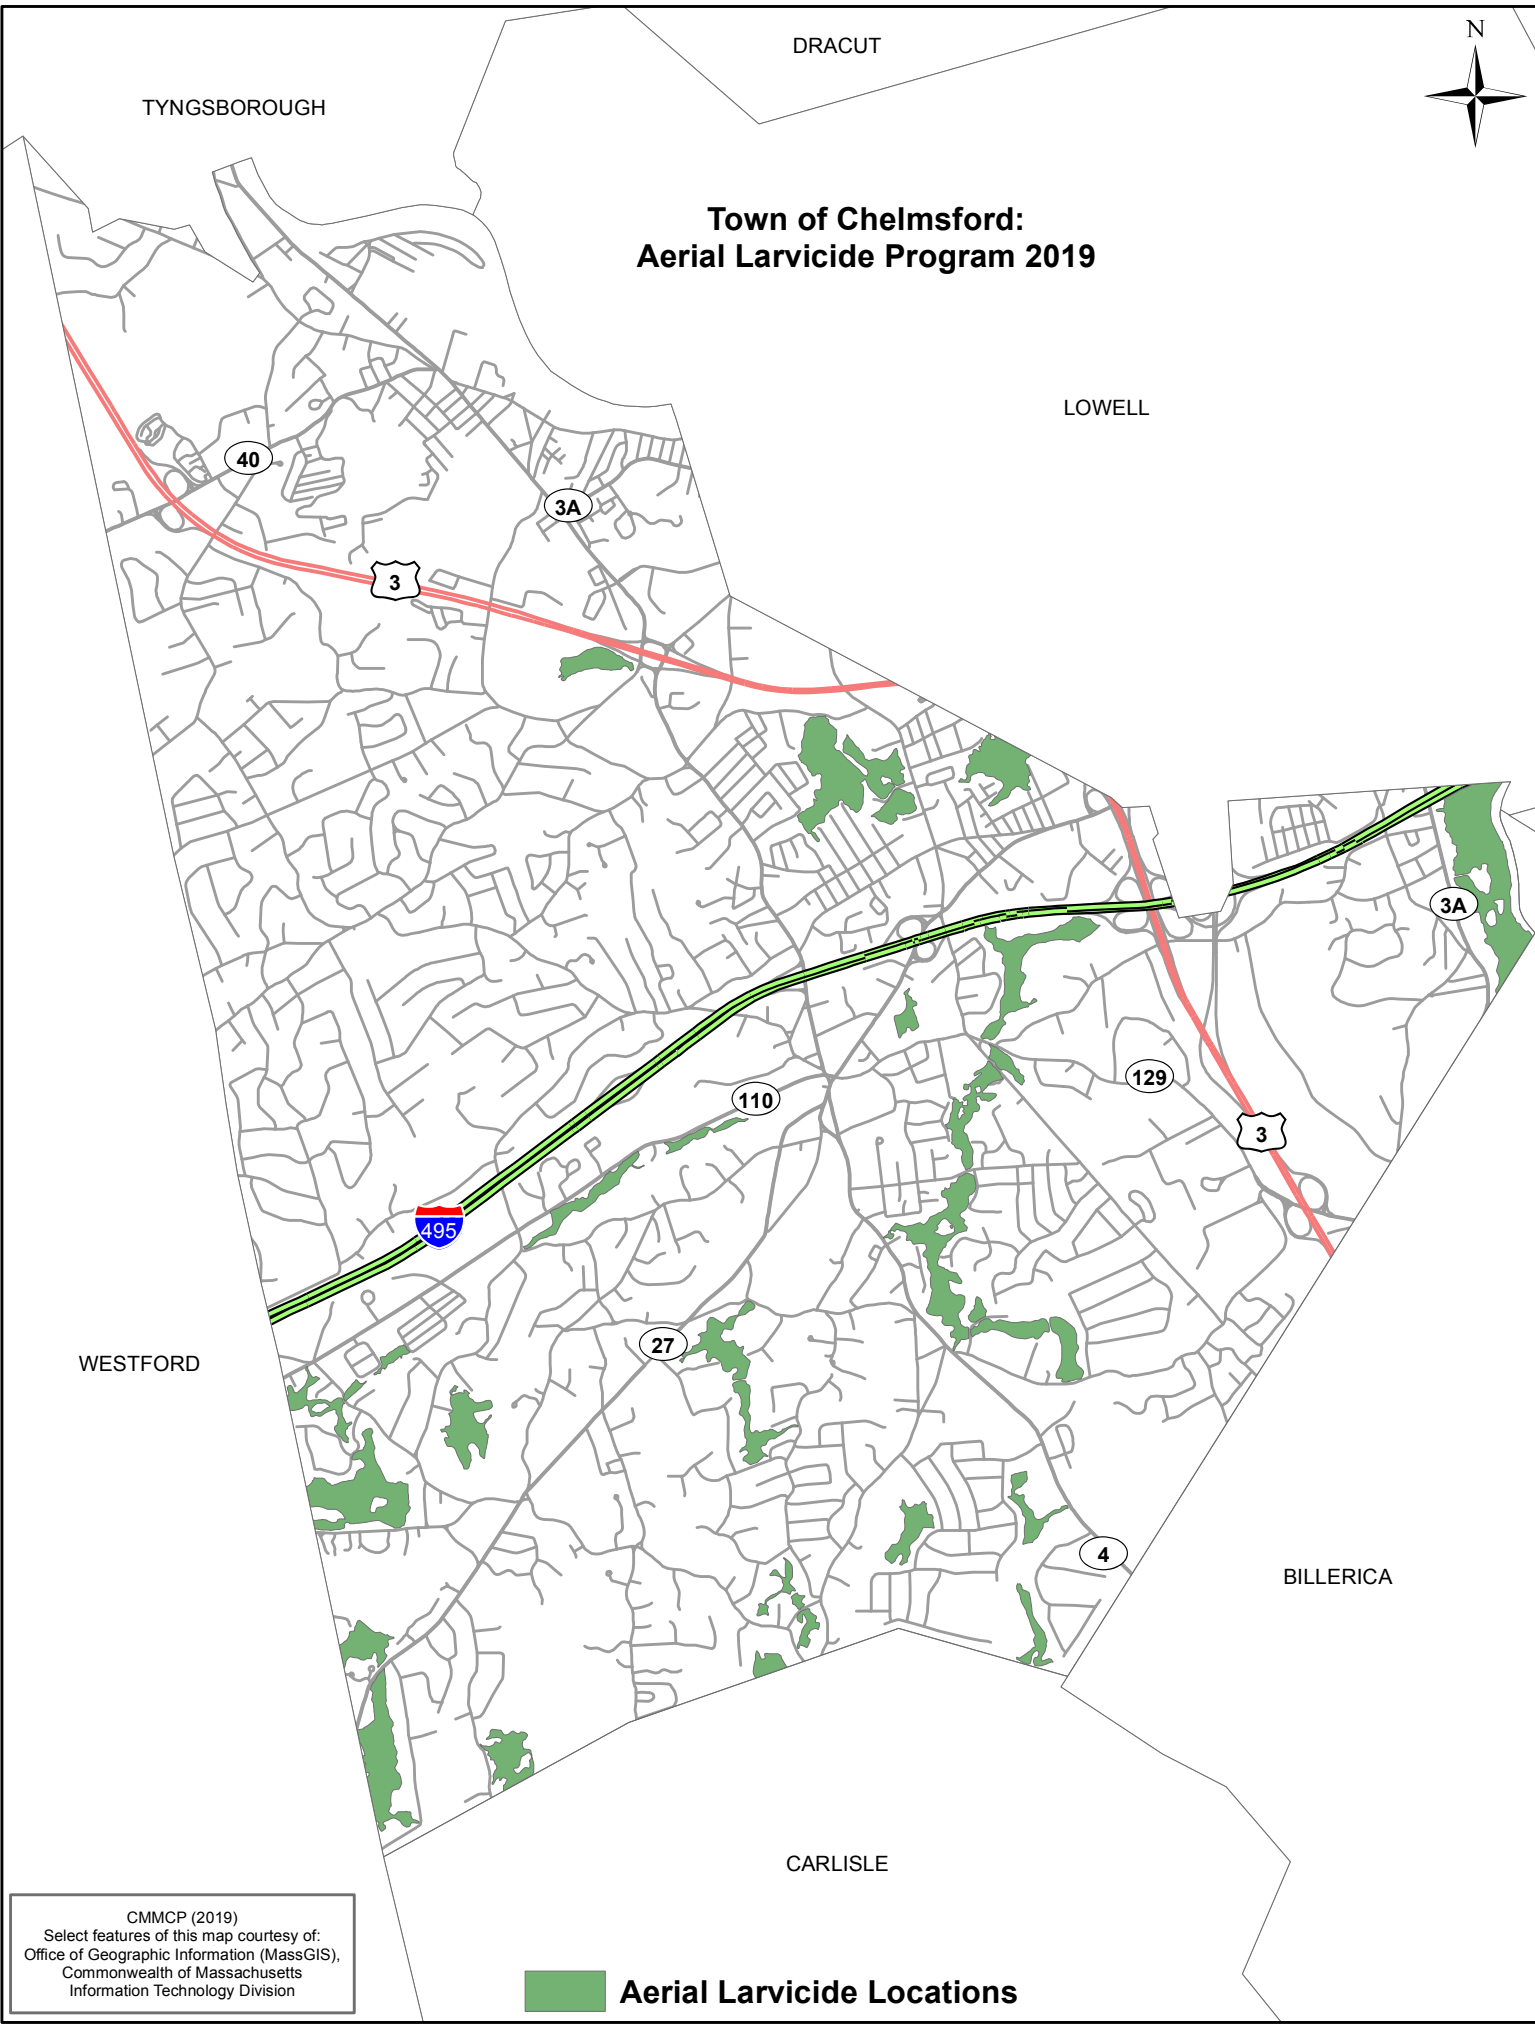 DRACUT
N
TYNGSBOROUGH
Town of Chelmsford:
Aerial Larvicide Program 2019
LOWELL
40
3A
3
3A
129
110
3
495
27
WESTFORD
4
BILLERICA
CARLISLE
CMMCP (2019)
Select features of this map courtesy of:
Office of Geographic Information (MassGIS),
Commonwealth of Massachusetts
Information Technology Division
Aerial Larvicide Locations